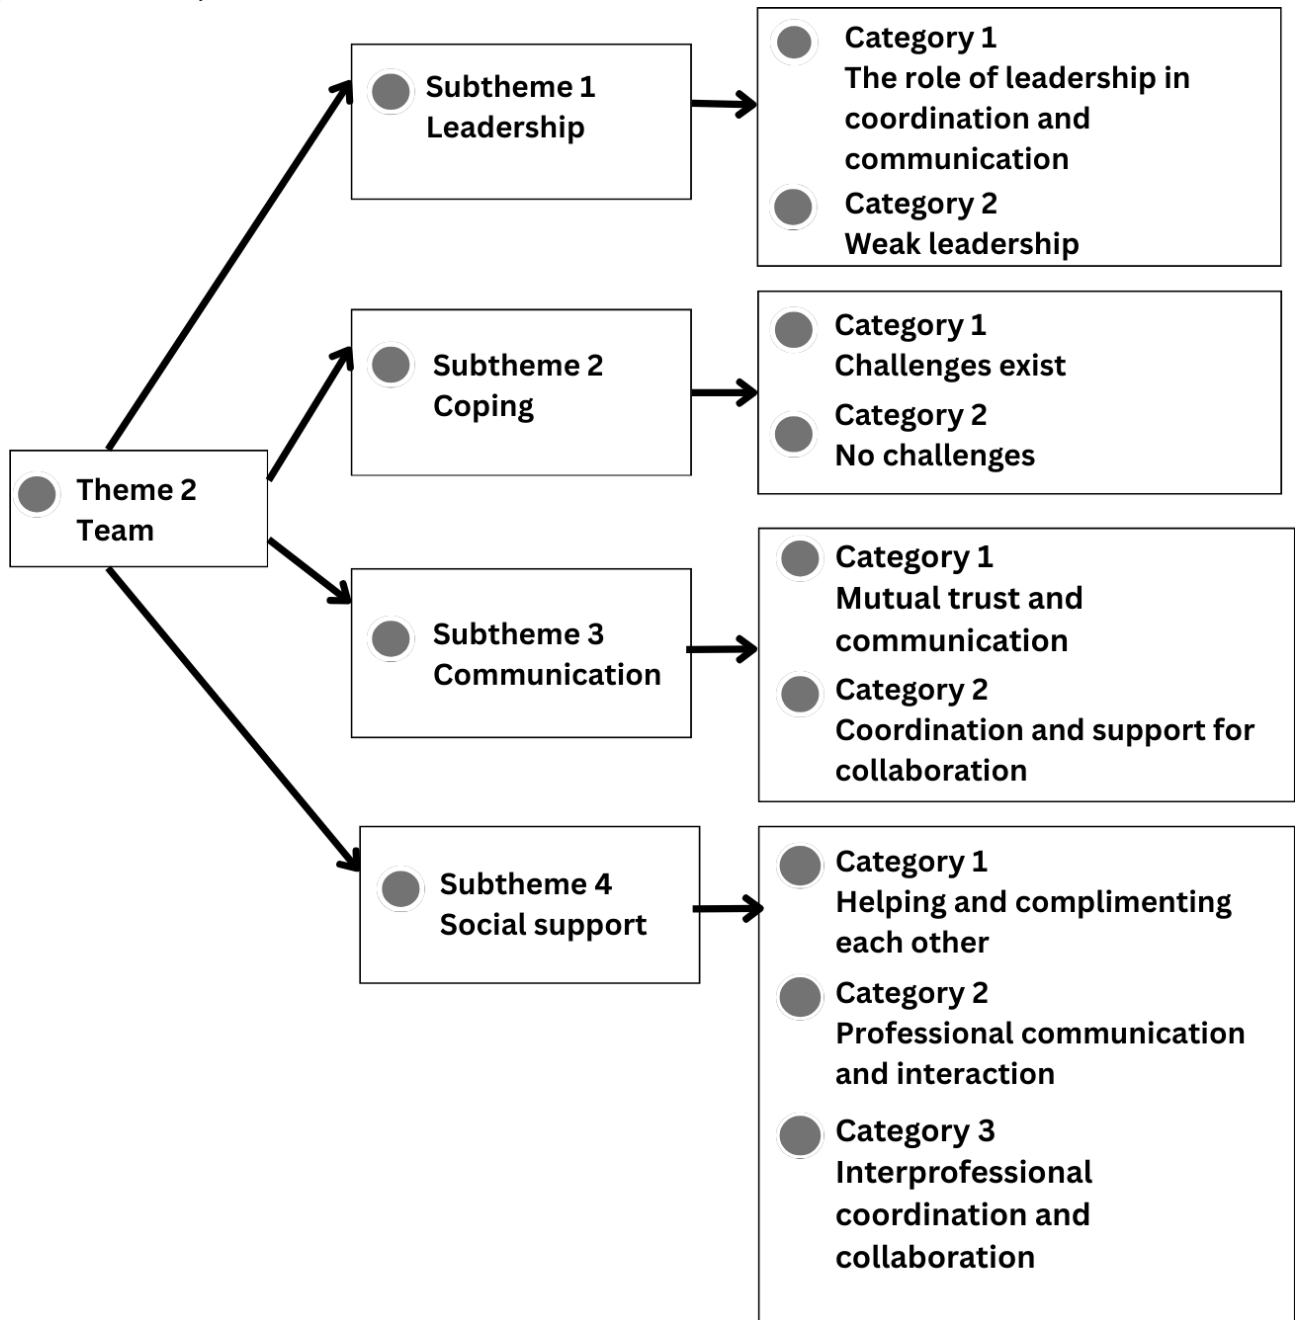 Subtheme 1
Leadership
Category 1
The role of leadership in
coordination and
communication
Category 2
Weak leadership
Subtheme 2
Coping
Category 1
Challenges exist
Category 2
No challenges
Theme 2
Team
Subtheme 3
Communication
Category 1
Mutual trust and
communication
Category 2
Coordination and support for
collaboration
Subtheme 4
Social support
Category 1
Helping and complimenting
each other
Category 2
Professional communication
and interaction
Category 3
Interprofessional
coordination and
collaboration